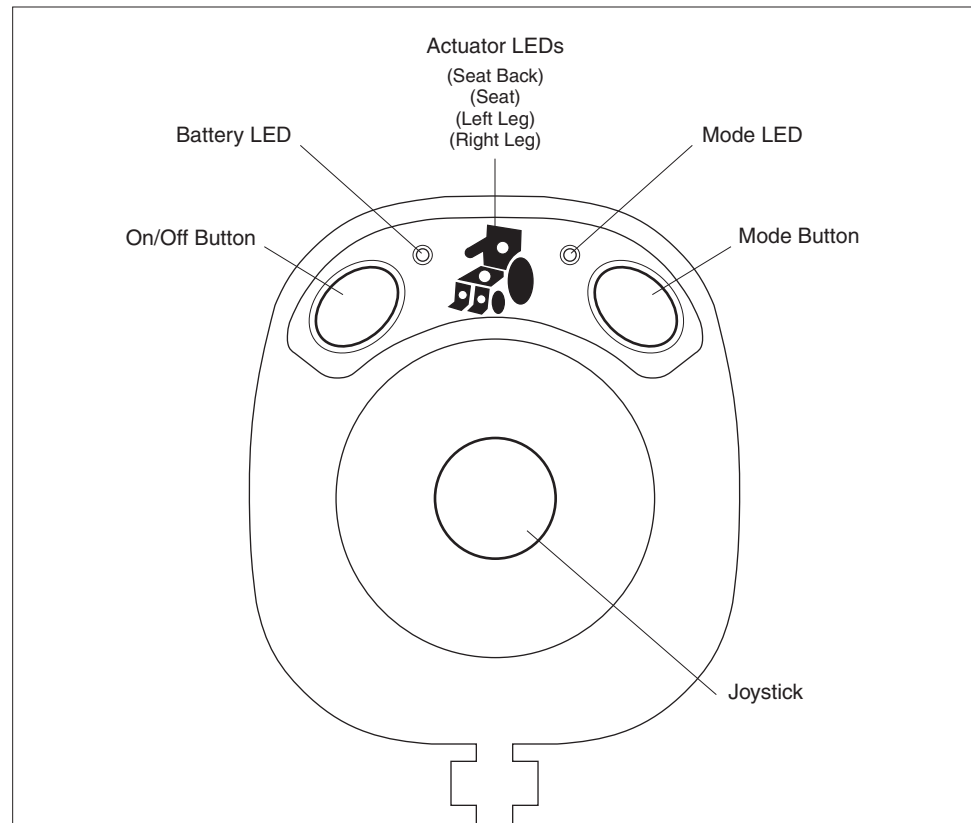 Actuator LEDs
(Seat Back)
(Seat)
(Left Leg)
(Right Leg)
Battery LED
Mode LED
On/Off Button
Mode Button
Joystick